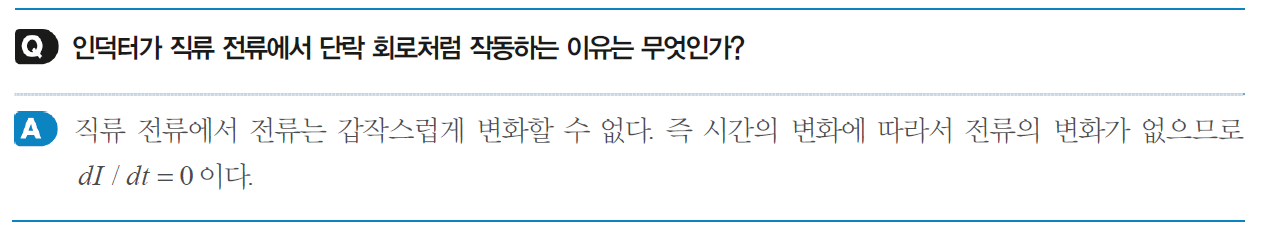 Q 인덕터가 직류 전류에서 단락 회로처럼 작동하는 이유는 무엇인가?
A 직류 전류에서 전류는 갑작스럽게 변화할 수 없다. 즉 시간의 변화에 따라서 전류의 변화가 없으므로
dI / dt = 0 이다.